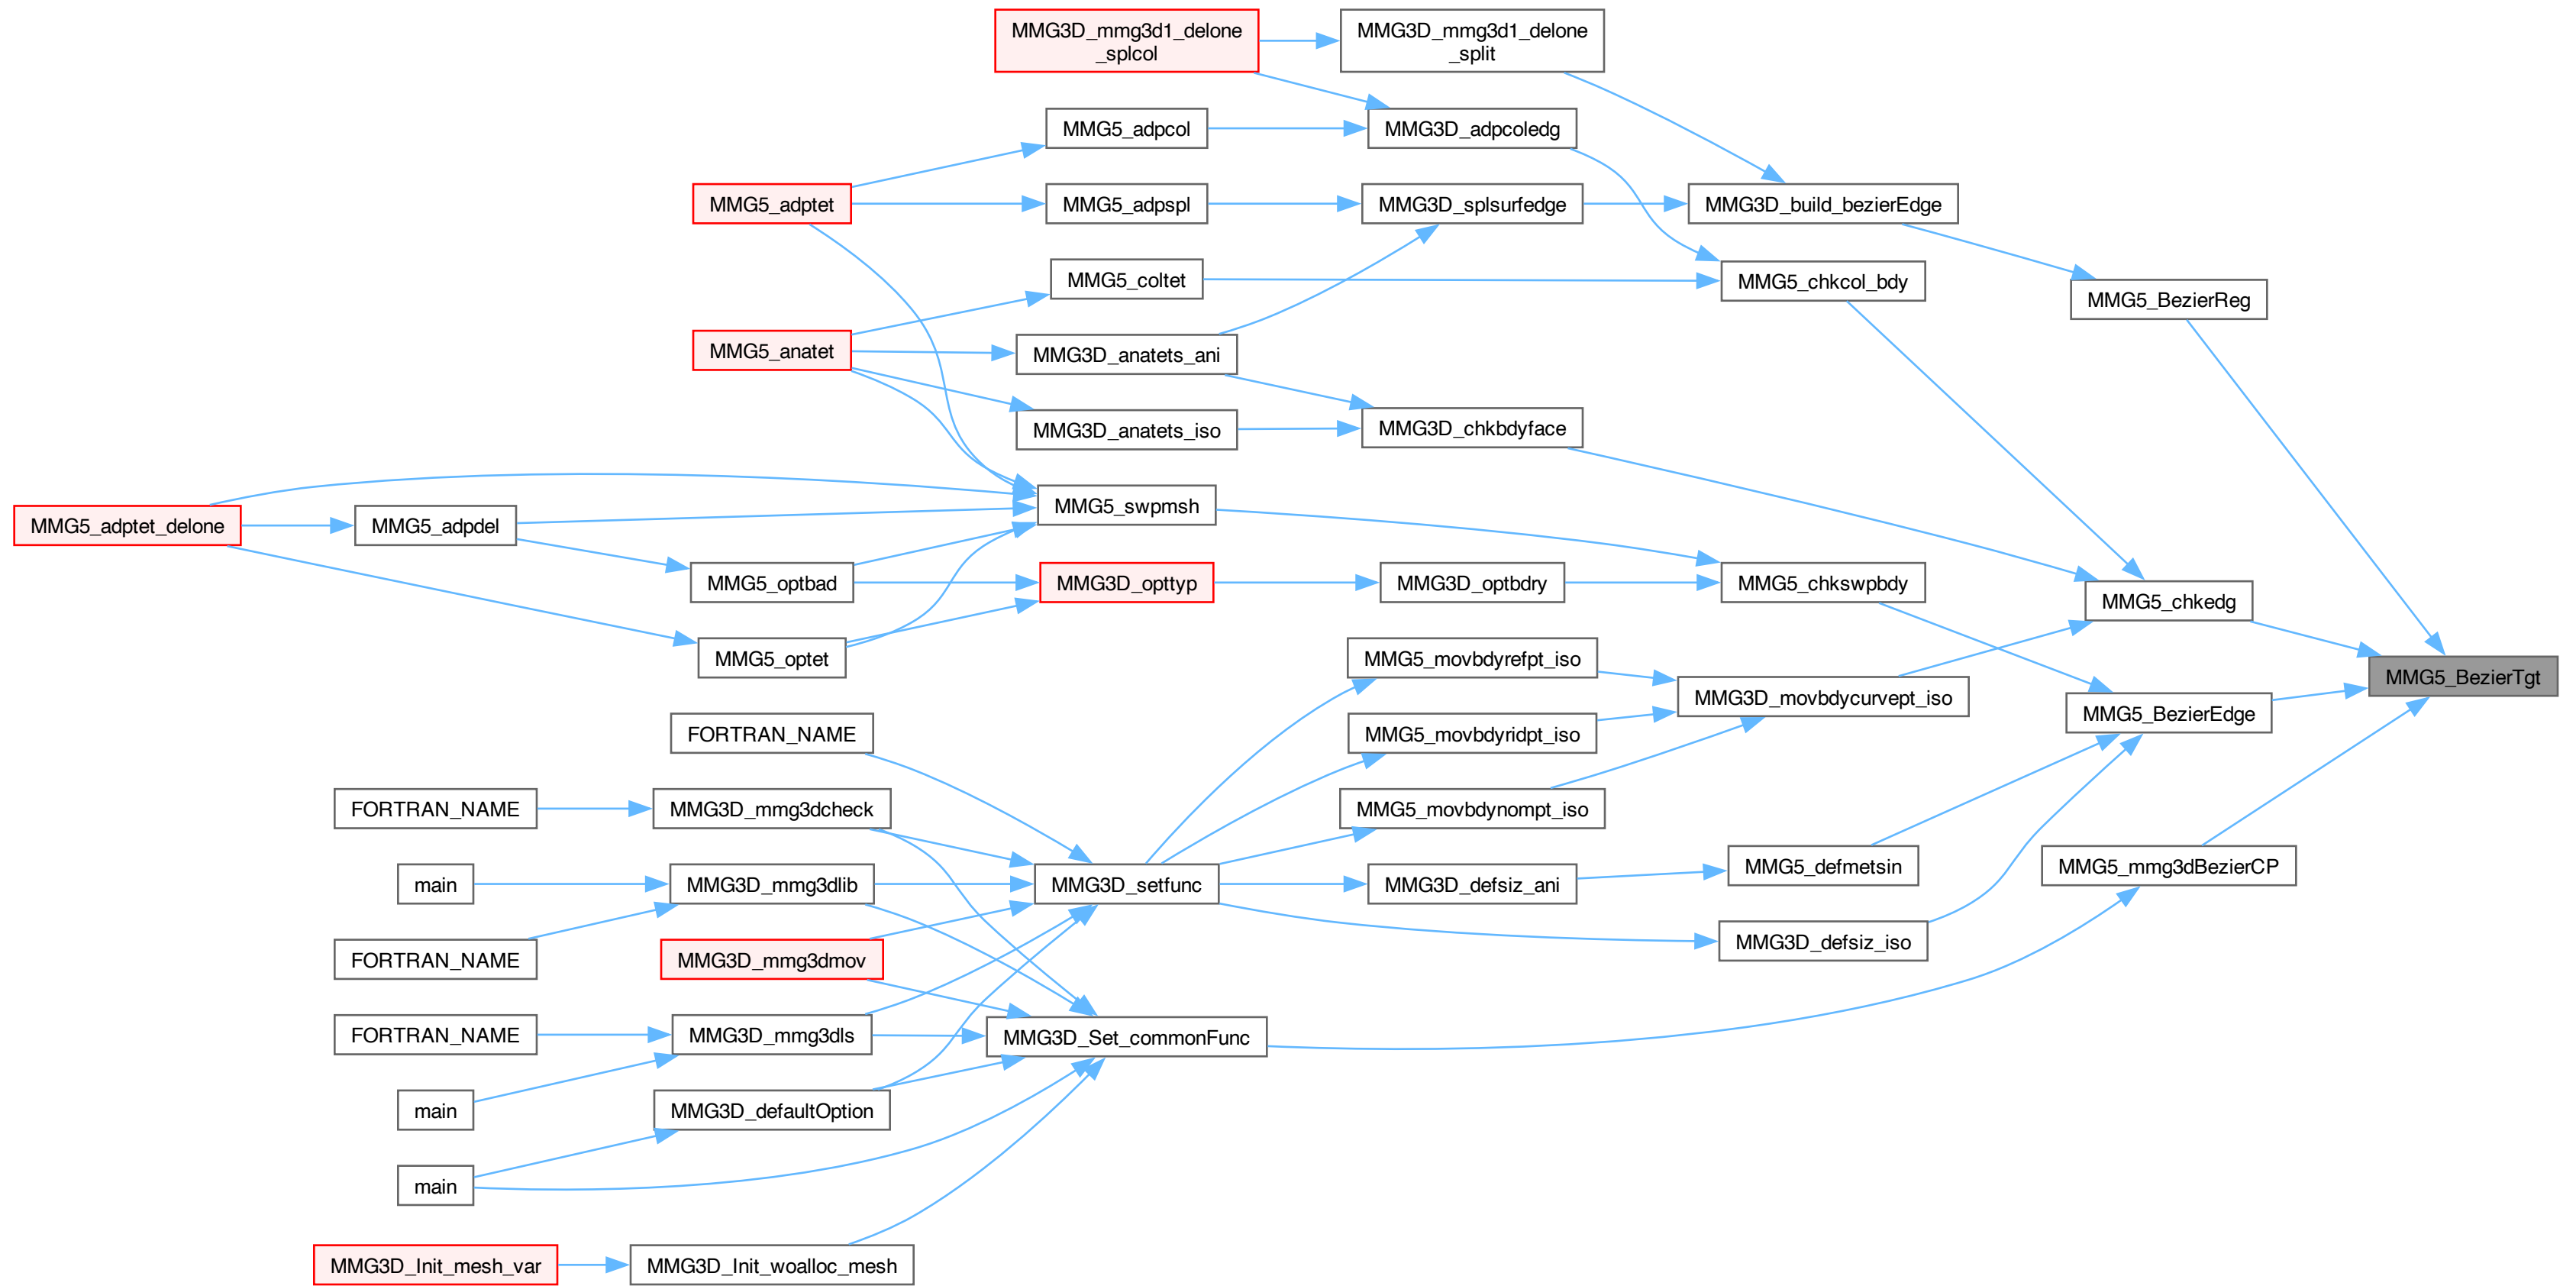 MMG3D_mmg3d1_delone
_splcol
MMG3D_mmg3d1_delone
_split
MMG5_adpcol
MMG3D_adpcoledg
MMG5_adptet
MMG5_adpspl
MMG3D_splsurfedge
MMG3D_build_bezierEdge
MMG5_coltet
MMG5_chkcol_bdy
MMG5_BezierReg
MMG5_anatet
MMG3D_anatets_ani
MMG3D_anatets_iso
MMG3D_chkbdyface
MMG5_adptet_delone
MMG5_adpdel
MMG5_swpmsh
MMG5_optbad
MMG3D_opttyp
MMG3D_optbdry
MMG5_chkswpbdy
MMG5_chkedg
MMG5_optet
MMG5_movbdyrefpt_iso
MMG5_BezierTgt
MMG3D_movbdycurvept_iso
MMG5_BezierEdge
FORTRAN_NAME
MMG5_movbdyridpt_iso
FORTRAN_NAME
MMG3D_mmg3dcheck
MMG5_movbdynompt_iso
MMG5_defmetsin
MMG5_mmg3dBezierCP
main
MMG3D_mmg3dlib
MMG3D_setfunc
MMG3D_defsiz_ani
MMG3D_defsiz_iso
FORTRAN_NAME
MMG3D_mmg3dmov
FORTRAN_NAME
MMG3D_mmg3dls
MMG3D_Set_commonFunc
main
MMG3D_defaultOption
main
MMG3D_Init_mesh_var
MMG3D_Init_woalloc_mesh